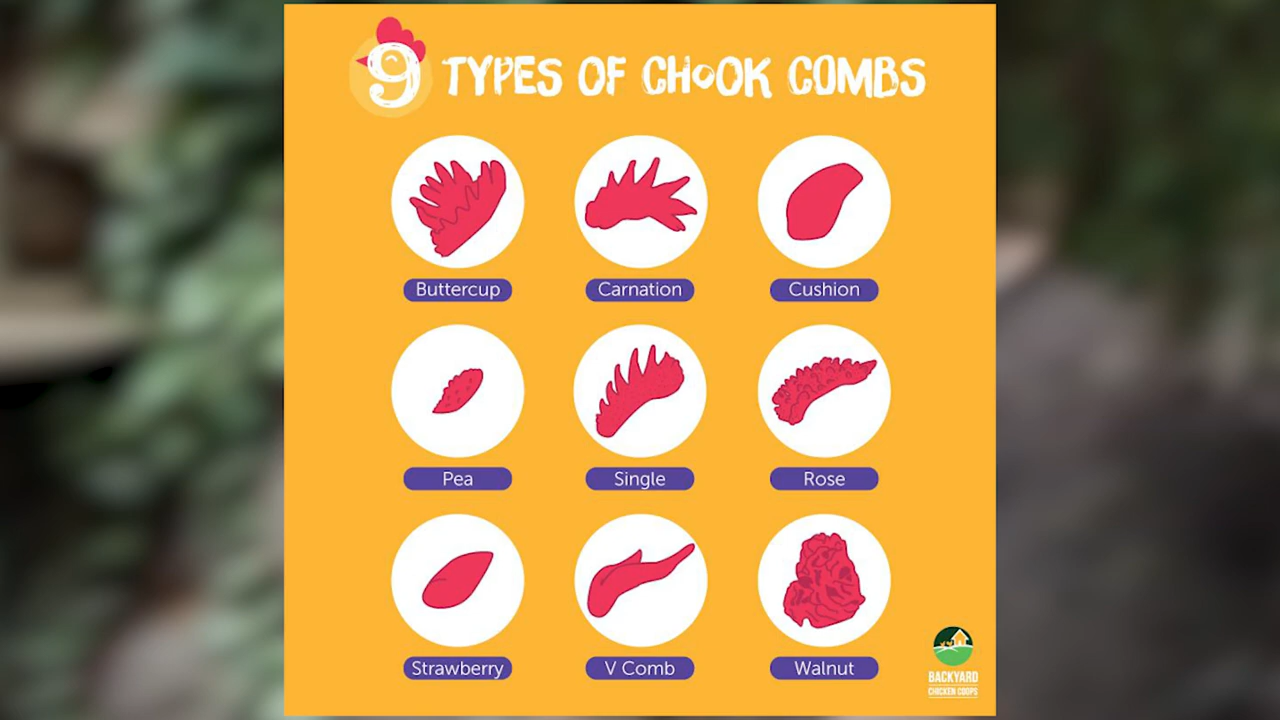 9 TYPES OF CHOOK COMBS
Buttercup
Carnation
Cushion
Pea
Single
Rose
Strawberry
V Comb
Walnut
BACKYARD
CHICKEN COOPS